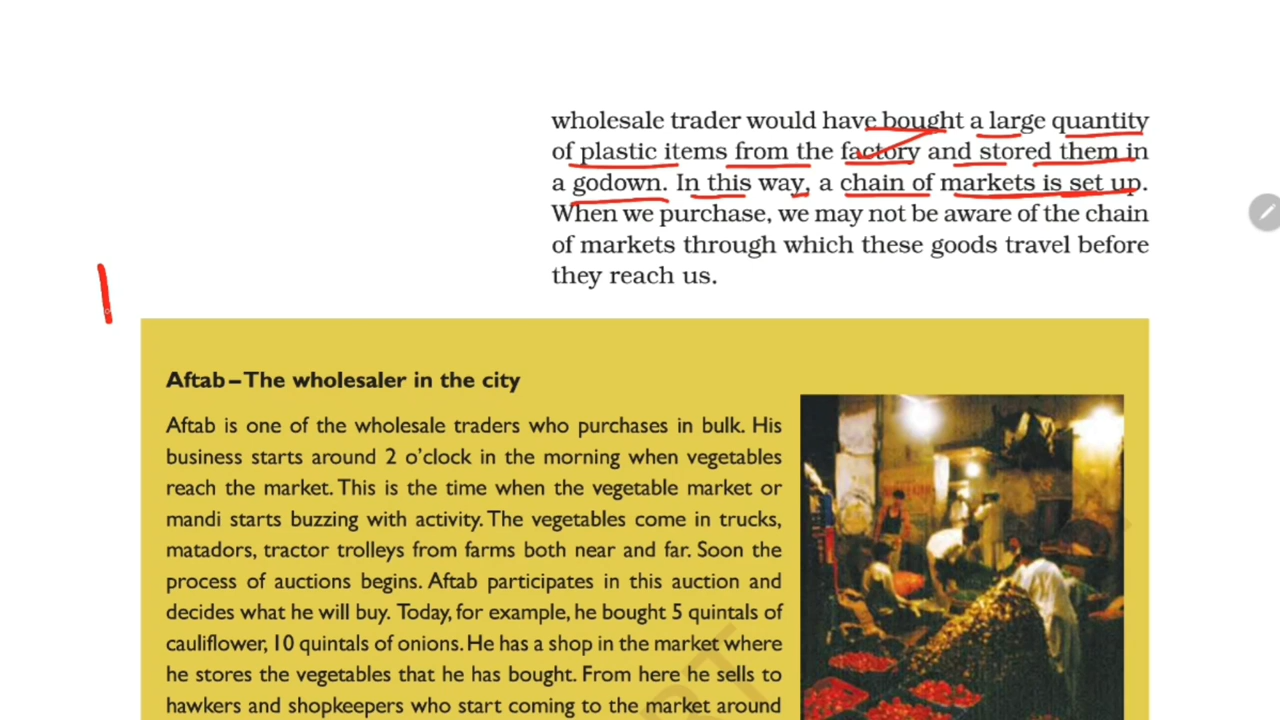 wholesale trader would have bought a large quantity
of plastic items from the factory and stored them in
a godown. In this way, a chain of markets is set up.
When we purchase, we may not be aware of the chain
of markets through which these goods travel before
they reach us.
Aftab – The wholesaler in the city
Aftab is one of the wholesale traders who purchases in bulk. His
business starts around 2 o'clock in the morning when vegetables
reach the market. This is the time when the vegetable market or
mandi starts buzzing with activity. The vegetables come in trucks,
matadors, tractor trolleys from farms both near and far. Soon the
process of auctions begins. Aftab participates in this auction and
decides what he will buy. Today, for example, he bought 5 quintals of
cauliflower, 10 quintals of onions. He has a shop in the market where
he stores the vegetables that he has bought. From here he sells to
hawkers and shopkeepers who start coming to the market around